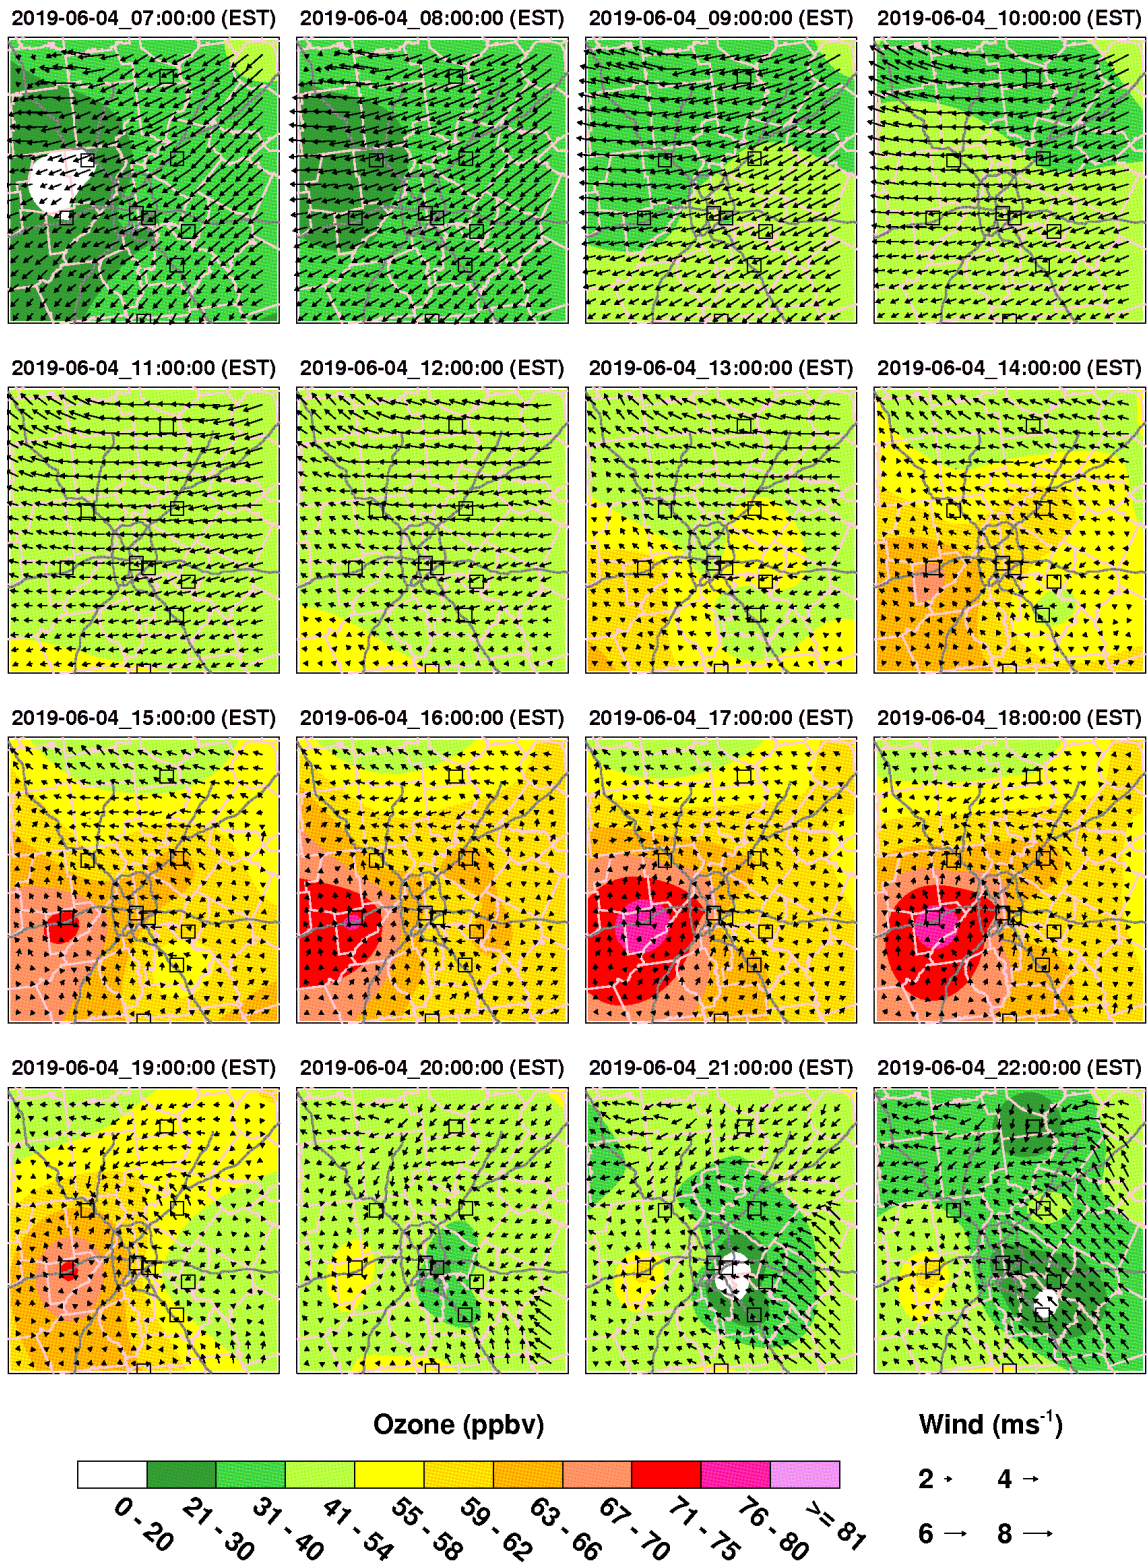 2019-06-04_07:00:00 (EST)
2019-06-04_08:00:00 (EST)
2019-06-04_09:00:00 (EST)
2019-06-04_10:00:00 (EST)
2019-06-04_11:00:00 (EST)
2019-06-04_12:00:00 (EST)
2019-06-04_13:00:00 (EST)
2019-06-04_14:00:00 (EST)
2019-06-04_15:00:00 (EST)
2019-06-04_16:00:00 (EST)
2019-06-04_17:00:00 (EST)
2019-06-04_18:00:00 (EST)
2019-06-04_19:00:00 (EST)
2019-06-04_20:00:00 (EST)
2019-06-04_21:00:00 (EST)
2019-06-04_22:00:00 (EST)
Ozone (ppbv)
0 - 20
21 - 30
31 - 40
41 - 54
55 - 58
59 - 62
63 - 66
67 - 70
71 - 75
76 - 80
>= 81
Wind (ms⁻¹)
2
4
6
8